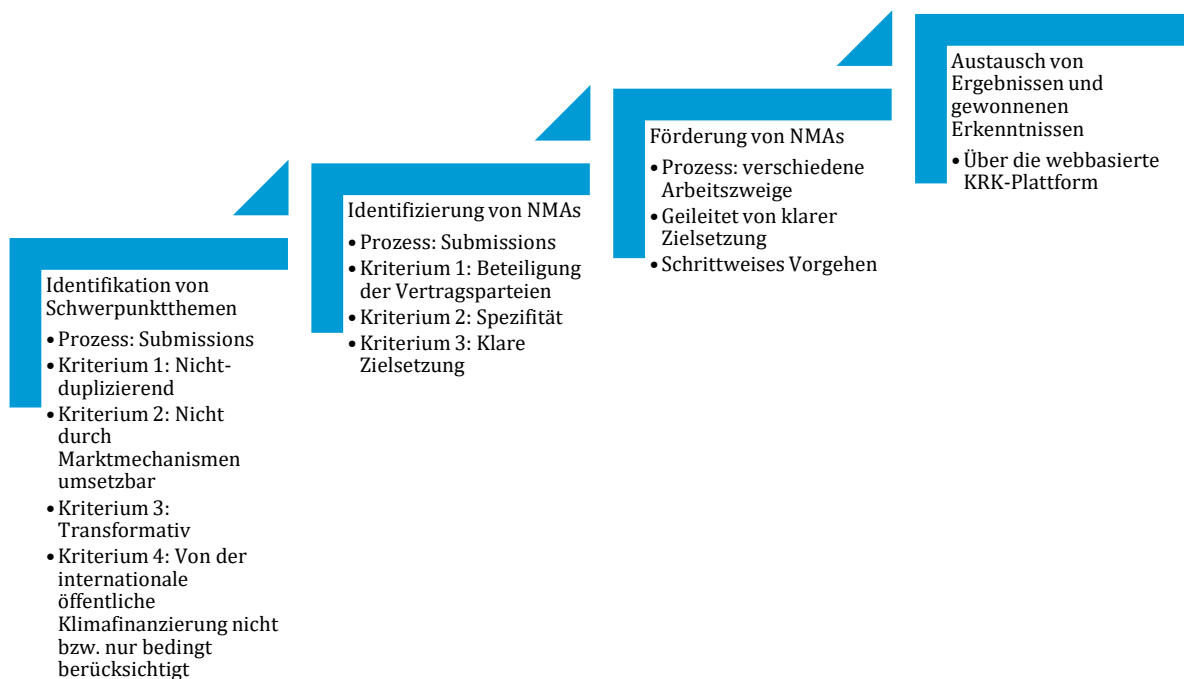 Identifikation von
Schwerpunktthemen
• Prozess: Submissions
• Kriterium 1: Nicht-
duplizierend
• Kriterium 2: Nicht
durch
Marktmechanismen
umsetzbar
• Kriterium 3:
Transformativ
• Kriterium 4: Von der
internationale
öffentliche
Klimafinanzierung nicht
bzw. nur bedingt
berücksichtigt
Identifizierung von NMAs
• Prozess: Submissions
• Kriterium 1: Beteiligung
der Vertragsparteien
• Kriterium 2: Spezifität
• Kriterium 3: Klare
Zielsetzung
Förderung von NMAs
• Prozess: verschiedene
Arbeitszweige
• Geileitet von klarer
Zielsetzung
• Schrittweises Vorgehen
Austausch von
Ergebnissen und
gewonnenen
Erkenntnissen
• Über die webbasierte
KRK-Plattform